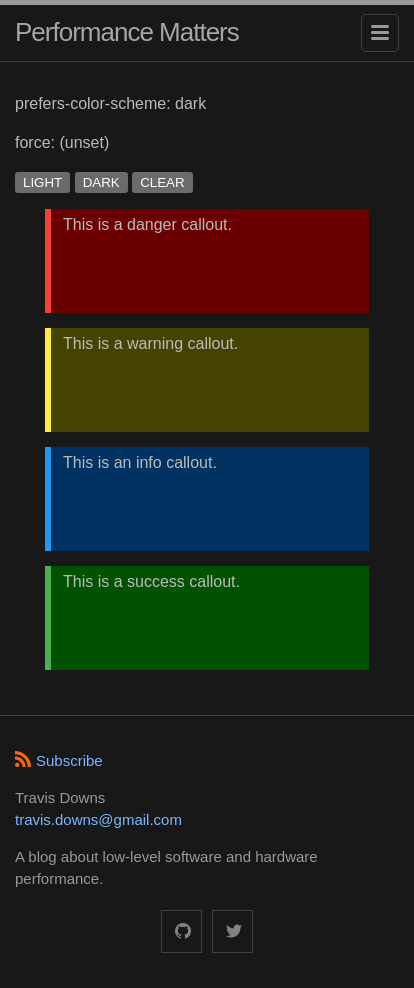 Performance Matters
prefers-color-scheme: dark
force: (unset)
LIGHT DARK CLEAR
This is a danger callout.
This is a warning callout.
This is an info callout.
This is a success callout.
Subscribe
Travis Downs
travis.downs@gmail.com
A blog about low-level software and hardware
performance.